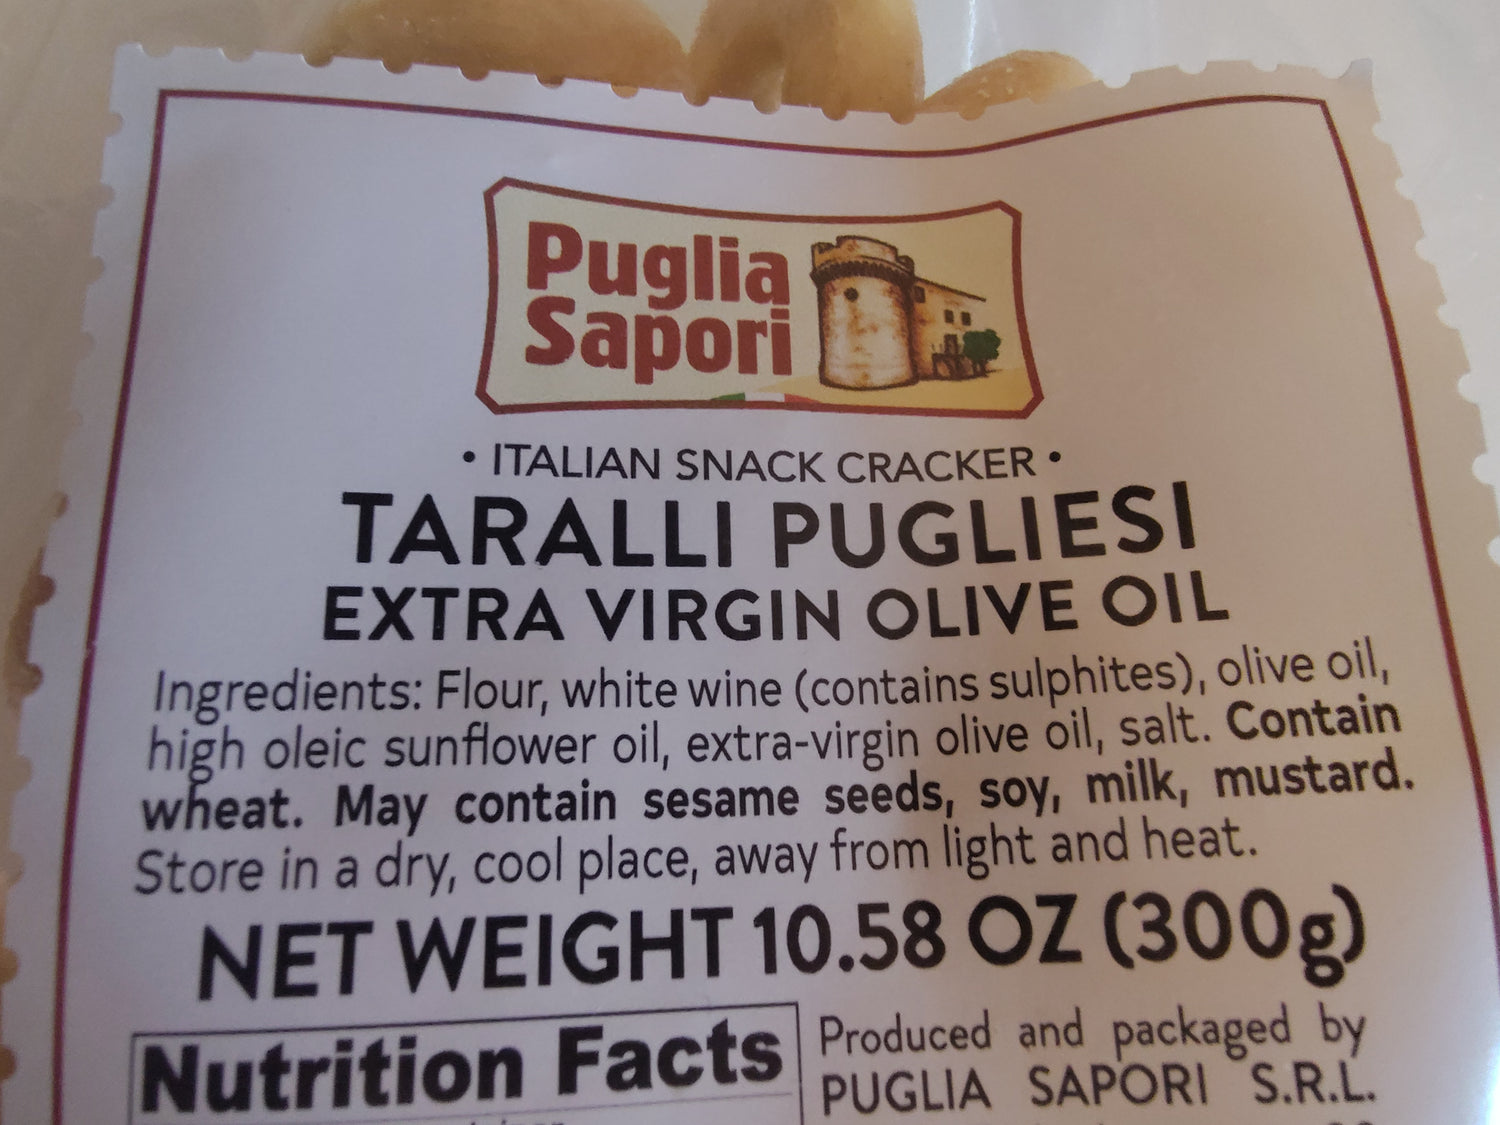 Puglia
Sapori
• ITALIAN SNACK CRACKER •
TARALLI PUGLIESI
EXTRA VIRGIN OLIVE OIL
Ingredients: Flour, white wine (contains sulphites), olive oil,
high oleic sunflower oil, extra-virgin olive oil, salt. Contain
wheat. May contain sesame seeds, soy, milk, mustard.
Store in a dry, cool place, away from light and heat.
NET WEIGHT 10.58 OZ (300g)
Nutrition Facts
Produced and packaged by
PUGLIA SAPORI S.R.L.